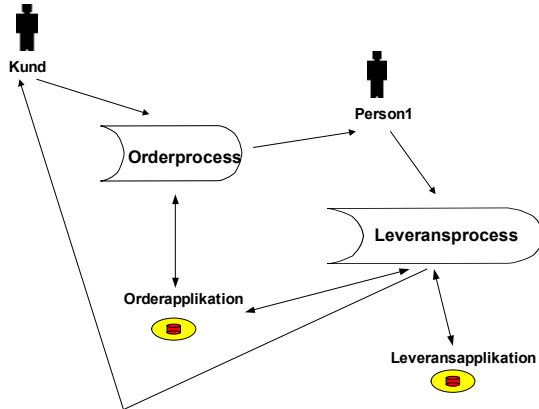 Kund
Person1
Orderprocess
Leveransprocess
Orderapplikation
Leveransapplikation